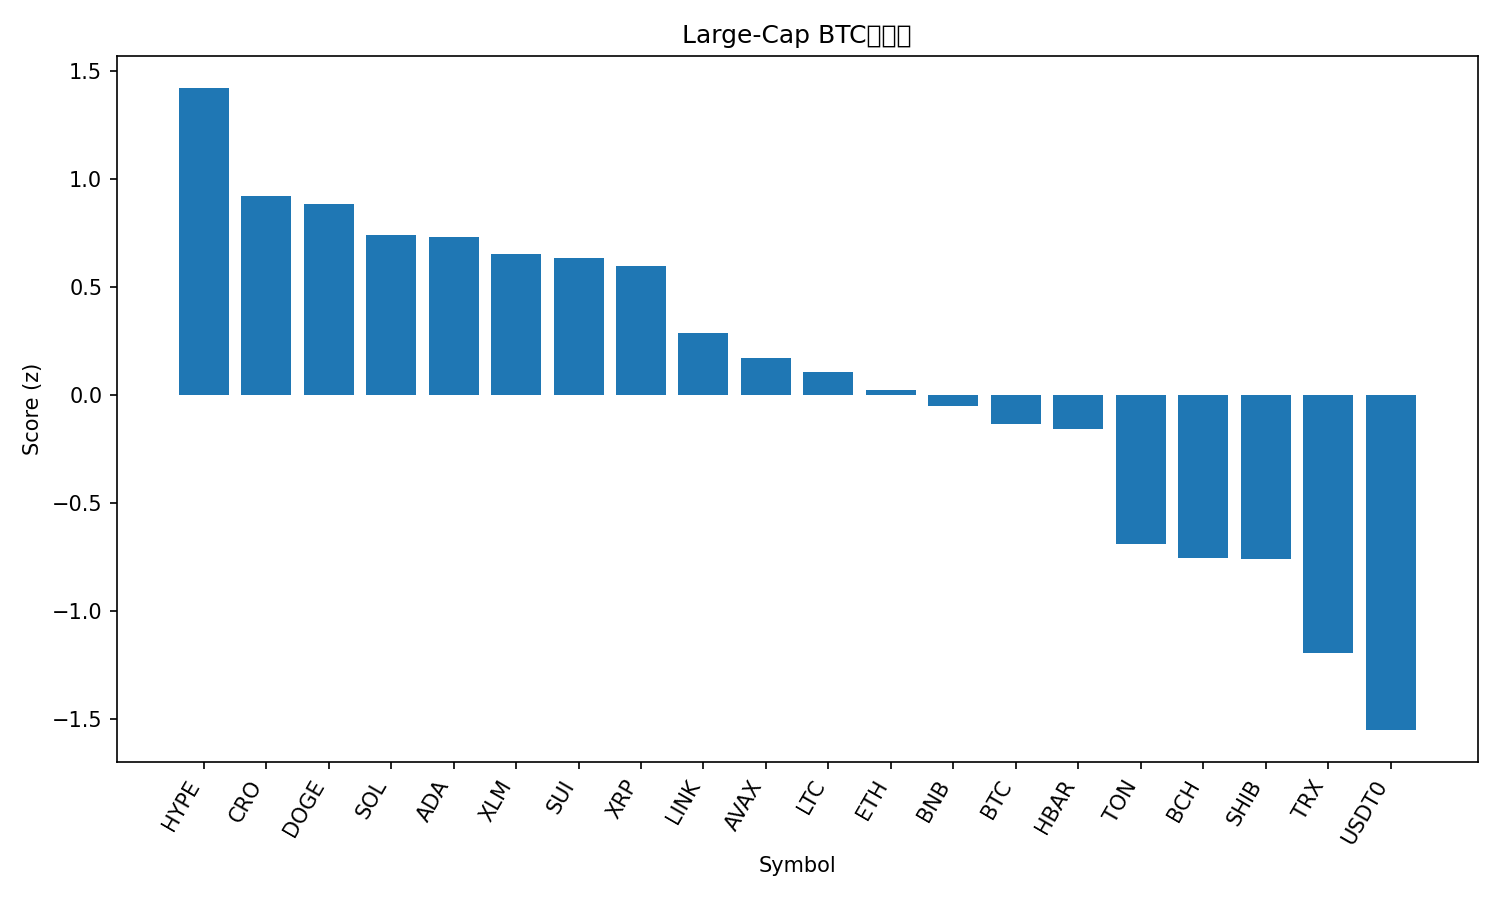 Large-Cap BTC
1.5
1.0
0.5
0.0
−0.5
−1.0
−1.5
Score (z)
HYPE
CRO
DOGE
SOL
ADA
XLM
SUI
XRP
LINK
AVAX
LTC
ETH
BNB
BTC
HBAR
TON
BCH
SHIB
TRX
USDT0
Symbol